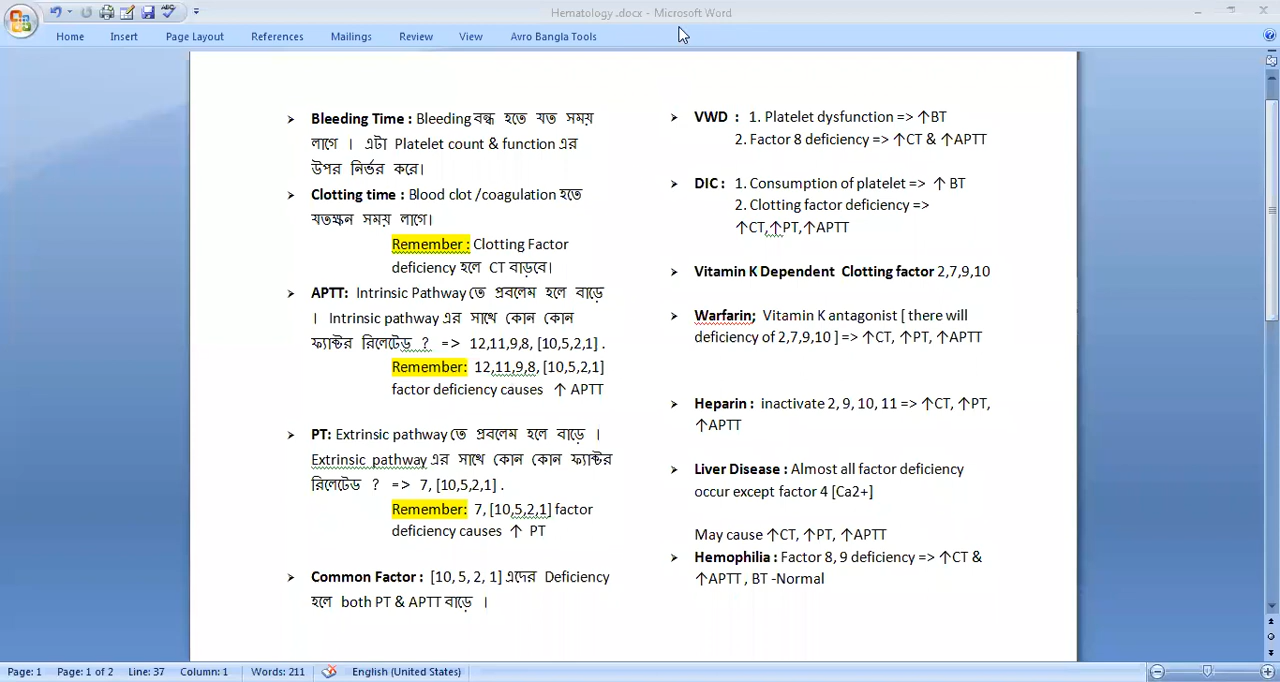 Hematology .docx - Microsoft Word
Home Insert Page Layout References Mailings Review View Avro Bangla Tools
➢ Bleeding Time : Bleeding বন্ধ হতে যত সময়
লাগে । এটা Platelet count & function এর
উপর নির্ভর করে।
➢ Clotting time : Blood clot /coagulation হতে
যতক্ষন সময় লাগে।
Remember : Clotting Factor
deficiency হলে CT বাড়বে।
➢ APTT: Intrinsic Pathway তে প্রবলেম হলে বাড়ে
। Intrinsic pathway এর সাথে কোন কোন
ফ্যাক্টর রিলেটেড ? => 12,11,9,8, [10,5,2,1] .
Remember: 12,11,9,8, [10,5,2,1]
factor deficiency causes ↑ APTT
➢ PT: Extrinsic pathway তে প্রবলেম হলে বাড়ে ।
Extrinsic pathway এর সাথে কোন কোন ফ্যাক্টর
রিলেটেড ? => 7, [10,5,2,1] .
Remember: 7, [10,5,2,1] factor
deficiency causes ↑ PT
➢ Common Factor : [10, 5, 2, 1] এদের Deficiency
হলে both PT & APTT বাড়ে ।
➢ VWD : 1. Platelet dysfunction => ↑BT
2. Factor 8 deficiency => ↑CT & ↑APTT
➢ DIC : 1. Consumption of platelet => ↑ BT
2. Clotting factor deficiency =>
↑CT,↑PT,↑APTT
➢ Vitamin K Dependent Clotting factor 2,7,9,10
➢ Warfarin; Vitamin K antagonist [ there will
deficiency of 2,7,9,10 ] => ↑CT, ↑PT, ↑APTT
➢ Heparin : inactivate 2, 9, 10, 11 => ↑CT, ↑PT,
↑APTT
➢ Liver Disease : Almost all factor deficiency
occur except factor 4 [Ca2+]
May cause ↑CT, ↑PT, ↑APTT
➢ Hemophilia : Factor 8, 9 deficiency => ↑CT &
↑APTT , BT -Normal
Page: 1 Page: 1 of 2 Line: 37 Column: 1 Words: 211 English (United States)